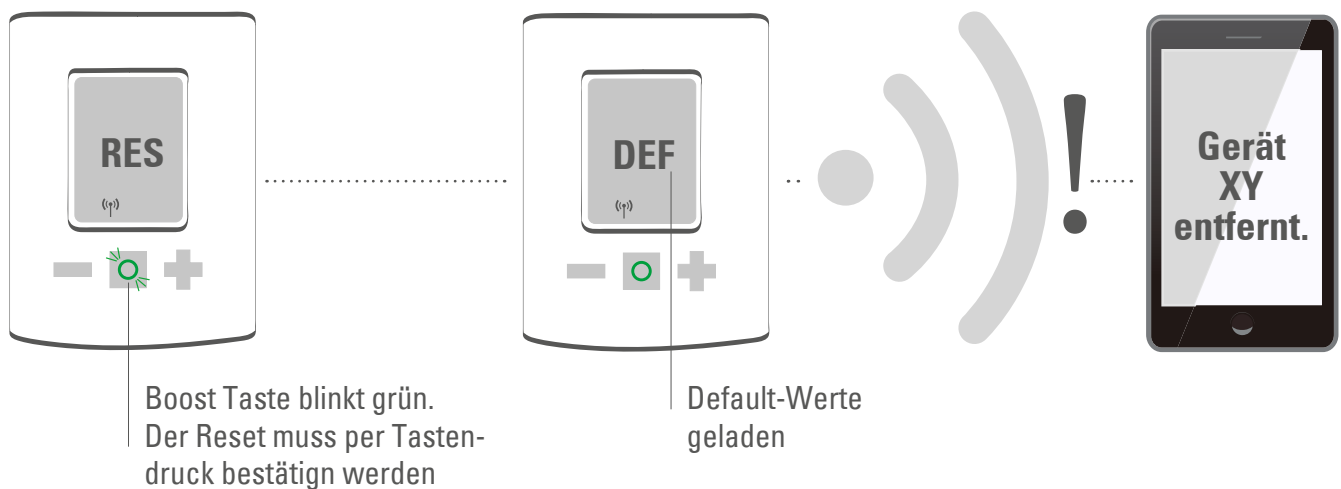 RES
DEF
Gerät
XY
entfernt.
Boost Taste blinkt grün.
Der Reset muss per Tasten-
druck bestätign werden
Default-Werte
geladen